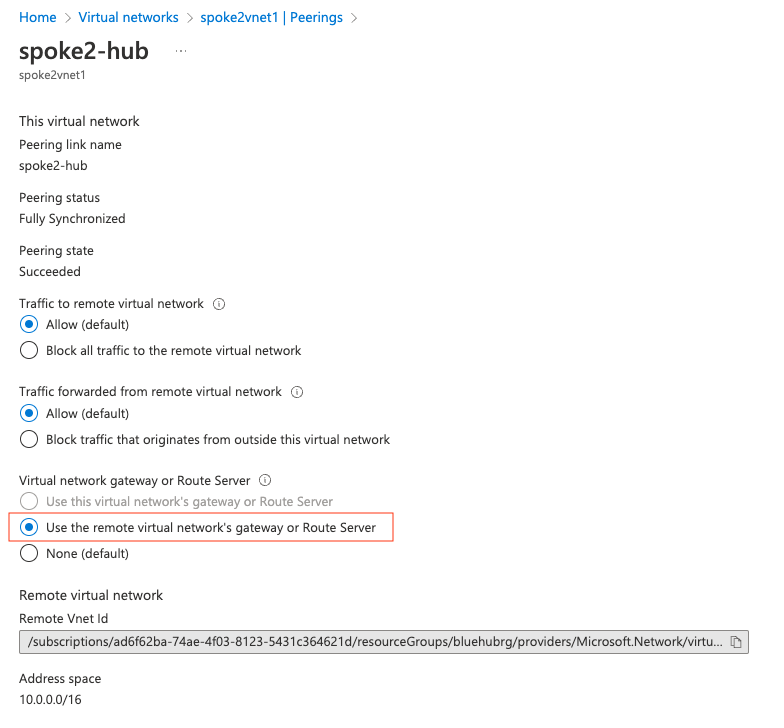 Home > Virtual networks > spoke2vnet1 | Peerings >
spoke2-hub ...
spoke2vnet1
This virtual network
Peering link name
spoke2-hub
Peering status
Fully Synchronized
Peering state
Succeeded
Traffic to remote virtual network
Allow (default)
Block all traffic to the remote virtual network
Traffic forwarded from remote virtual network
Allow (default)
Block traffic that originates from outside this virtual network
Virtual network gateway or Route Server
Use this virtual network's gateway or Route Server
Use the remote virtual network's gateway or Route Server
None (default)
Remote virtual network
Remote Vnet Id
/subscriptions/ad6f62ba-74ae-4f03-8123-5431c364621d/resourceGroups/bluehubrg/providers/Microsoft.Network/virtu...
Address space
10.0.0.0/16